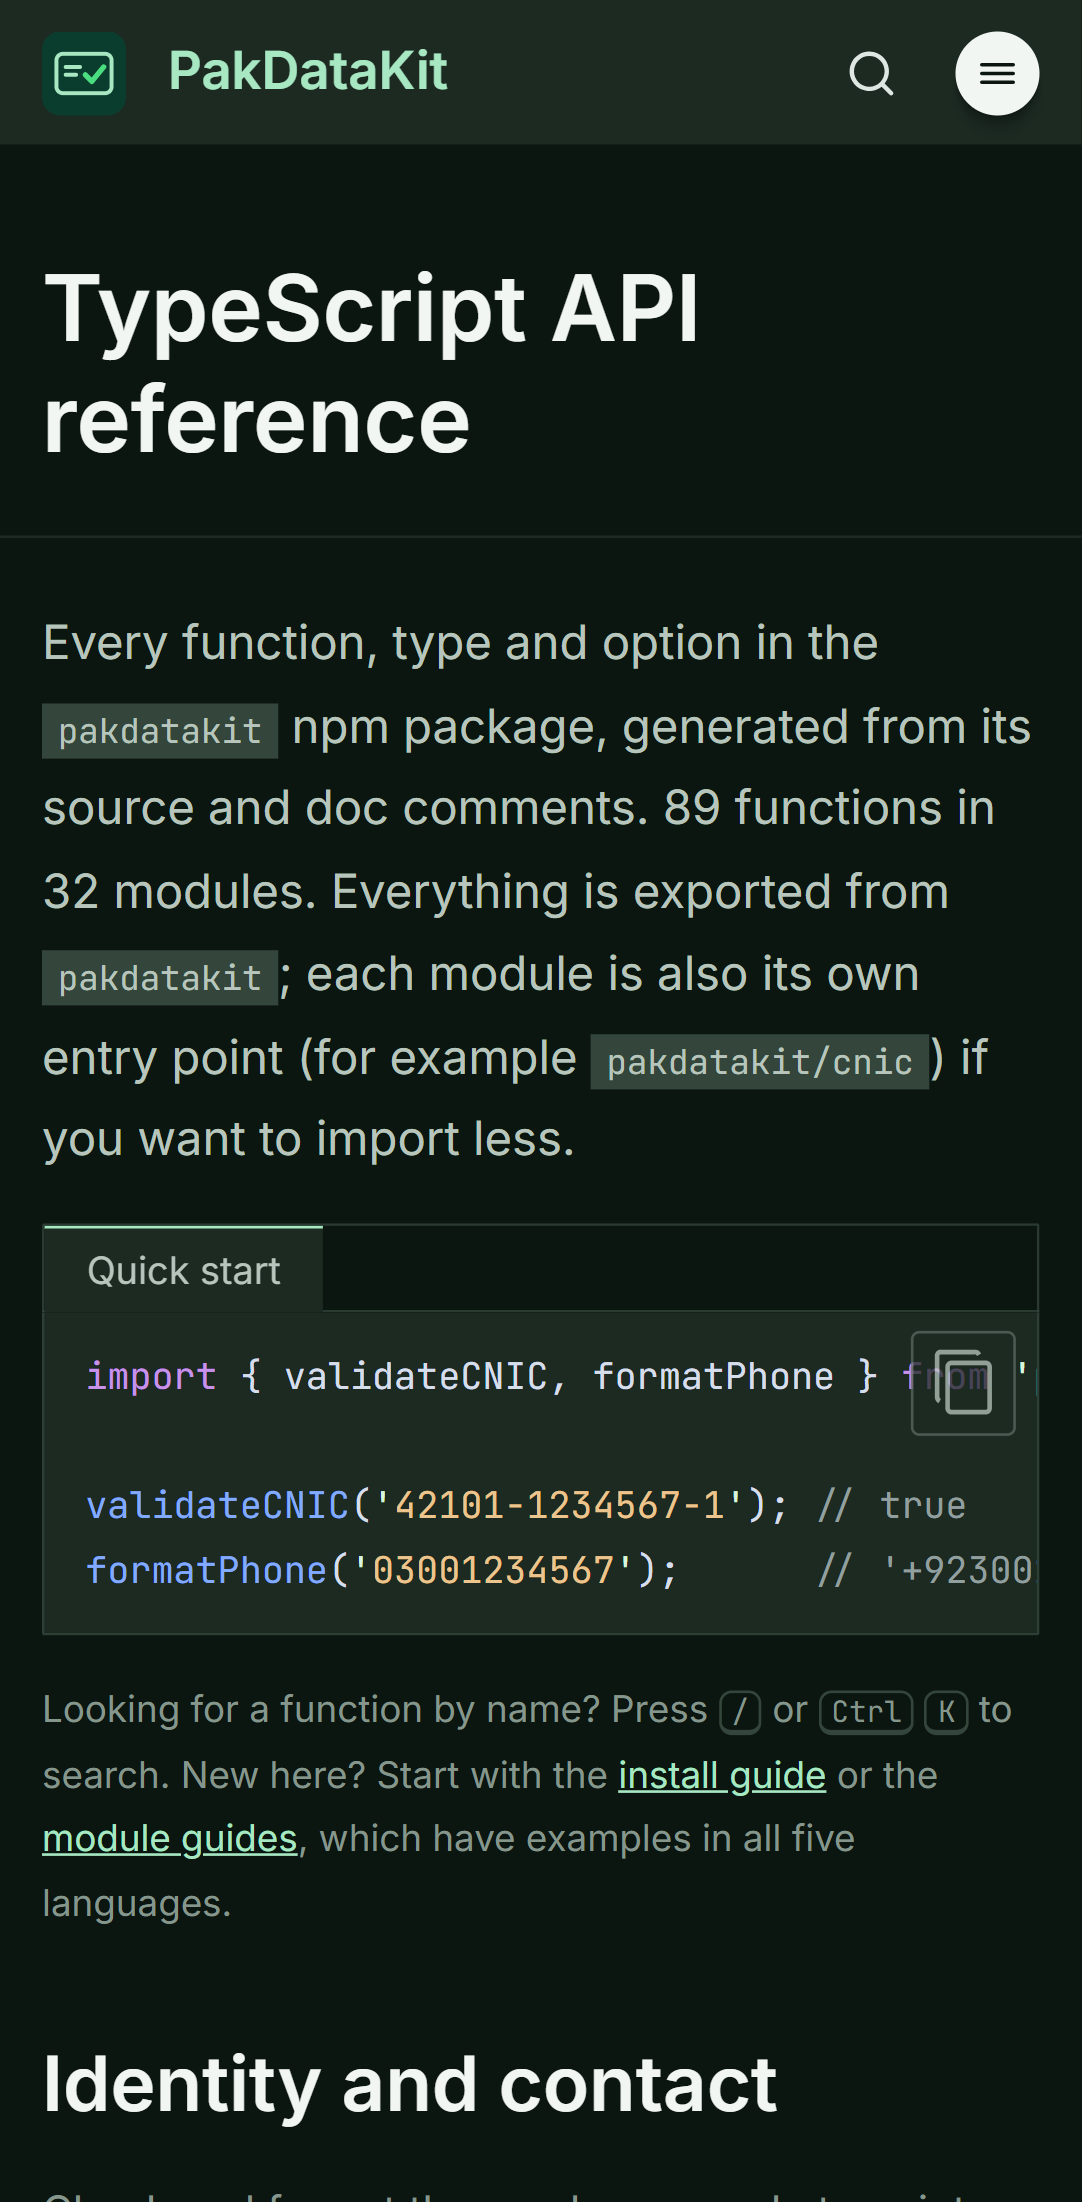 PakDataKit
TypeScript API
reference
Every function, type and option in the
pakdatakit npm package, generated from its
source and doc comments. 89 functions in
32 modules. Everything is exported from
pakdatakit; each module is also its own
entry point (for example pakdatakit/cnic) if
you want to import less.
Quick start
import { validateCNIC, formatPhone } from '
validateCNIC('42101-1234567-1'); // true
formatPhone('03001234567'); // '+92300
Looking for a function by name? Press / or Ctrl K to
search. New here? Start with the install guide or the
module guides, which have examples in all five
languages.
Identity and contact